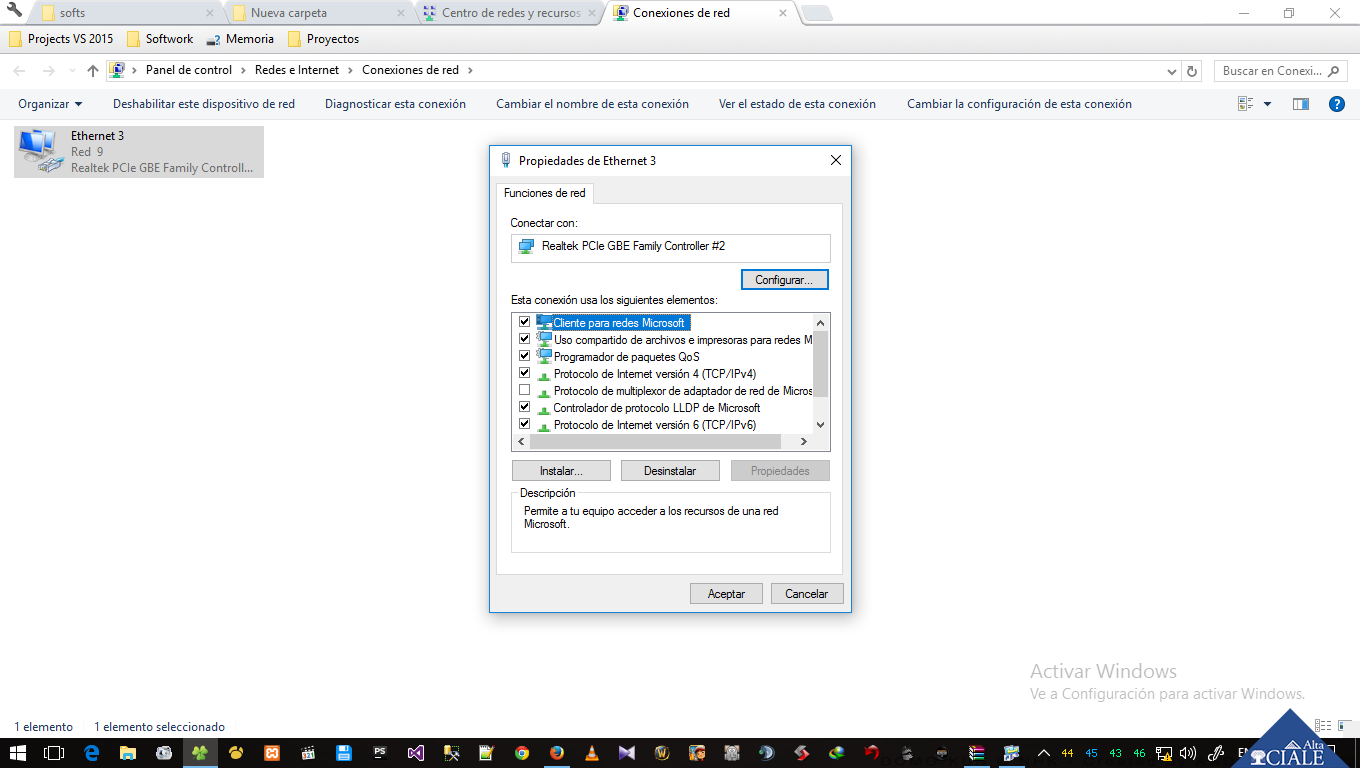 softs
Nueva carpeta
Centro de redes y recursos
Conexiones de red
Projects VS 2015
Softwork
Memoria
Proyectos
Panel de control
Redes e Internet
Conexiones de red
Buscar en Conexi...
Organizar
Deshabilitar este dispositivo de red
Diagnosticar esta conexión
Cambiar el nombre de esta conexión
Ver el estado de esta conexión
Cambiar la configuración de esta conexión
Ethernet 3
Red 9
Realtek PCIe GBE Family Controll...
Propiedades de Ethernet 3
Funciones de red
Conectar con:
Realtek PCIe GBE Family Controller #2
Configurar...
Esta conexión usa los siguientes elementos:
Cliente para redes Microsoft
Uso compartido de archivos e impresoras para redes M
Programador de paquetes QoS
Protocolo de Internet versión 4 (TCP/IPv4)
Protocolo de multiplexor de adaptador de red de Micros
Controlador de protocolo LLDP de Microsoft
Protocolo de Internet versión 6 (TCP/IPv6)
Instalar...
Desinstalar
Propiedades
Descripción
Permite a tu equipo acceder a los recursos de una red
Microsoft.
Aceptar
Cancelar
Activar Windows
Ve a Configuración para activar Windows.
1 elemento
1 elemento seleccionado
PS
44
45
43
46
Alta
CIALE